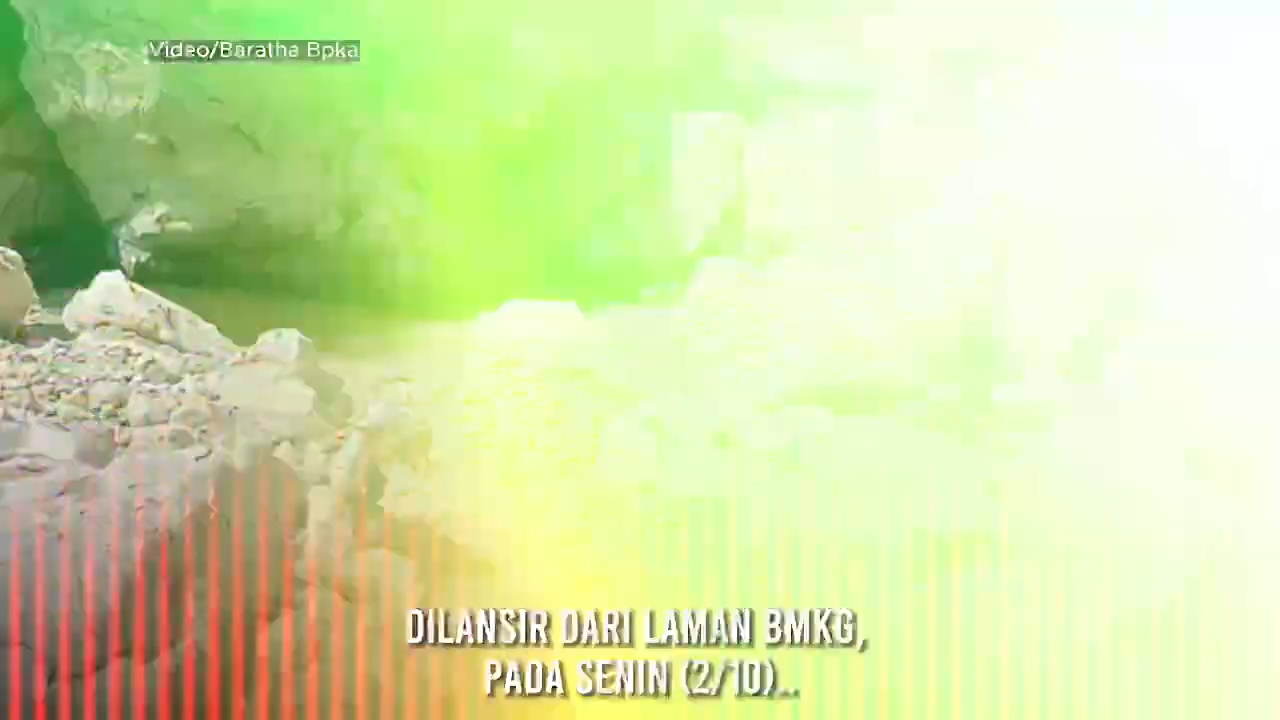 Video/Baratha Bpka
DILANSIR DARI LAMAN BMKG,
PADA SENIN (2/10)...